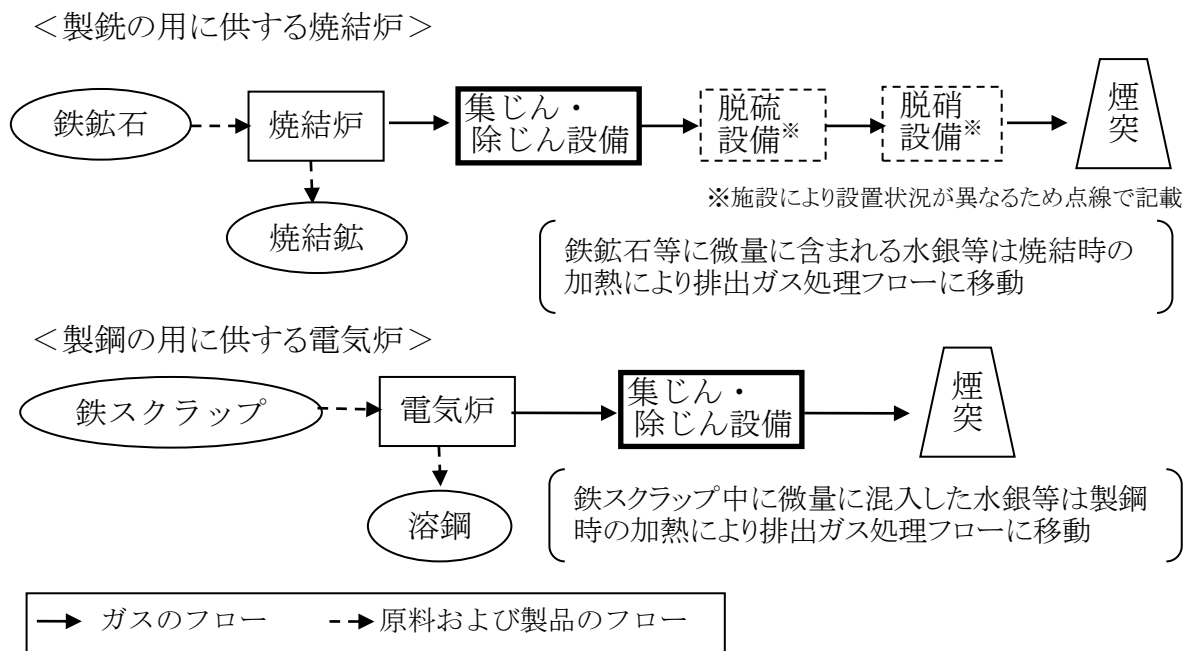 ＜製銑の用に供する焼結炉＞
鉄鉱石
焼結炉
集じん・
除じん設備
脱硫
設備※
脱硝
設備※
煙突
※施設により設置状況が異なるため点線で記載
焼結鉱
鉄鉱石等に微量に含まれる水銀等は焼結時の
加熱により排出ガス処理フローに移動
＜製鋼の用に供する電気炉＞
鉄スクラップ
電気炉
集じん・
除じん設備
煙突
溶鋼
鉄スクラップ中に微量に混入した水銀等は製鋼
時の加熱により排出ガス処理フローに移動
ガスのフロー
原料および製品のフロー